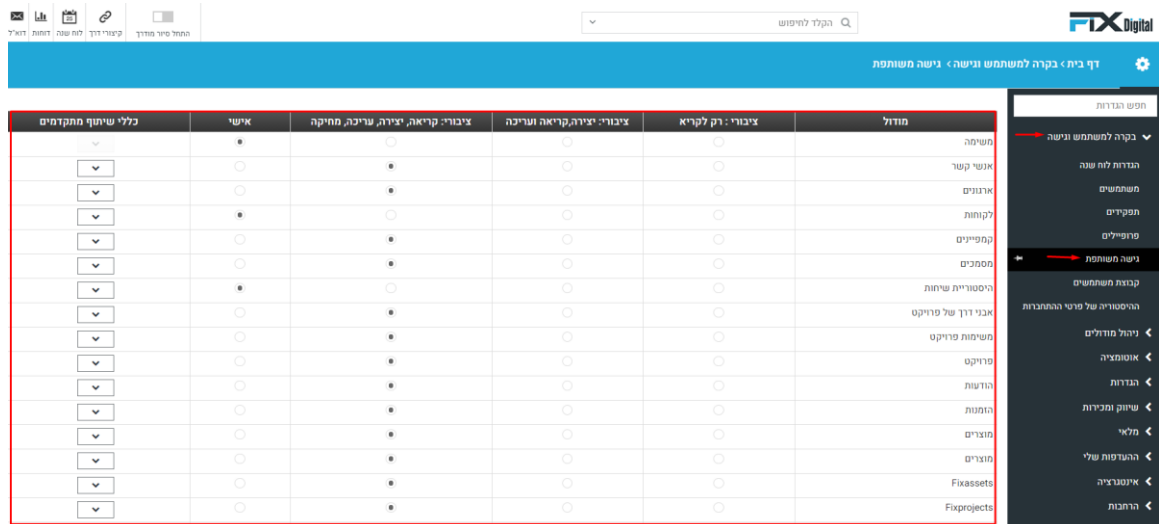 FIX Digital
הקלד לחיפוש
התחל סיור מודרך
קיצורי דרך
לוח שנה
דוחות
דוא"ל
דף בית > בקרה למשתמש וגישה > גישה משותפת
חפש הגדרות
בקרה למשתמש וגישה
הגדרות לוח שנה
משתמשים
תפקידים
פרופיילים
גישה משותפת
קבוצת משתמשים
ההיסטוריה של פרטי ההתחברות
ניהול מודולים
אוטומציה
הגדרות
שיווק ומכירות
מלאי
ההעדפות שלי
אינטגרציה
הרחבות
מודול ציבורי : רק לקריא ציבורי: יצירה,קריאה ועריכה ציבורי: קריאה, יצירה, עריכה, מחיקה אישי כללי שיתוף מתקדמים
משימה
אנשי קשר
ארגונים
לקוחות
קמפיינים
מסמכים
היסטוריית שיחות
אבני דרך של פרויקט
משימות פרויקט
פרויקט
הודעות
הזמנות
מוצרים
מוצרים
Fixassets
Fixprojects